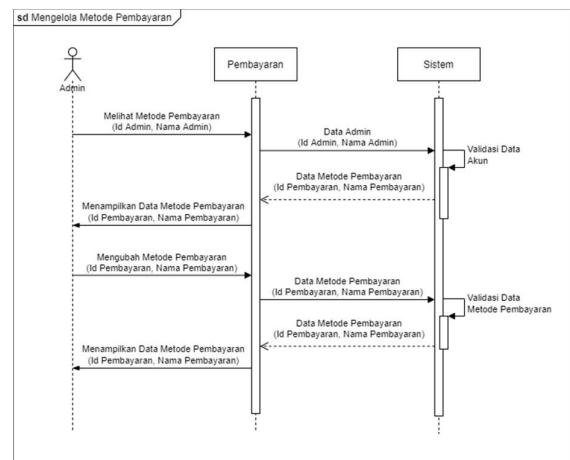 sd Mengelola Metode Pembayaran
Pembayaran
Sistem
Admin
Melihat Metode Pembayaran
(Id Admin, Nama Admin)
Data Admin
(Id Admin, Nama Admin)
Validasi Data
Akun
Data Metode Pembayaran
(Id Pembayaran, Nama Pembayaran)
Menampilkan Data Metode Pembayaran
(Id Pembayaran, Nama Pembayaran)
Mengubah Metode Pembayaran
(Id Pembayaran, Nama Pembayaran)
Data Metode Pembayaran
(Id Pembayaran, Nama Pembayaran)
Validasi Data
Metode Pembayaran
Data Metode Pembayaran
(Id Pembayaran, Nama Pembayaran)
Menampilkan Data Metode Pembayaran
(Id Pembayaran, Nama Pembayaran)